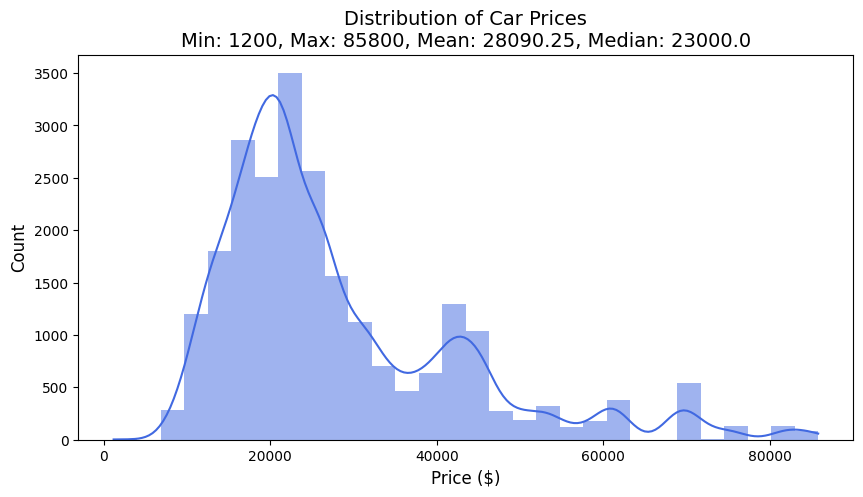 Distribution of Car Prices
Min: 1200, Max: 85800, Mean: 28090.25, Median: 23000.0
3500
3000
2500
2000
1500
1000
500
0
Count
0 20000 40000 60000 80000
Price ($)